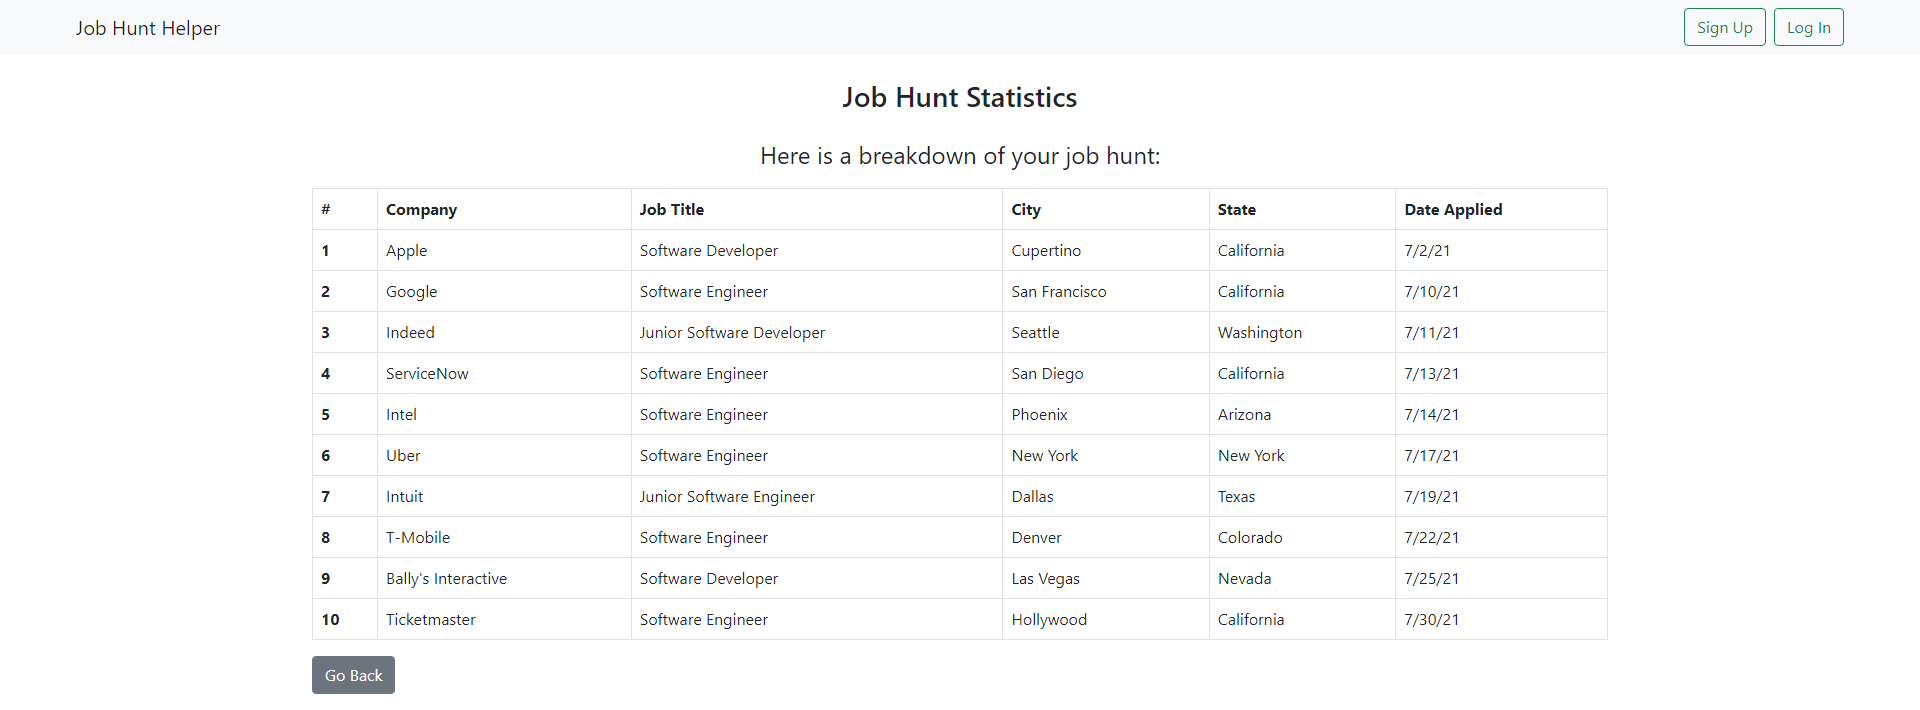 Job Hunt Helper Sign Up Log In
Job Hunt Statistics
Here is a breakdown of your job hunt:
# Company Job Title City State Date Applied
1 Apple Software Developer Cupertino California 7/2/21
2 Google Software Engineer San Francisco California 7/10/21
3 Indeed Junior Software Developer Seattle Washington 7/11/21
4 ServiceNow Software Engineer San Diego California 7/13/21
5 Intel Software Engineer Phoenix Arizona 7/14/21
6 Uber Software Engineer New York New York 7/17/21
7 Intuit Junior Software Engineer Dallas Texas 7/19/21
8 T-Mobile Software Engineer Denver Colorado 7/22/21
9 Bally's Interactive Software Developer Las Vegas Nevada 7/25/21
10 Ticketmaster Software Engineer Hollywood California 7/30/21
Go Back